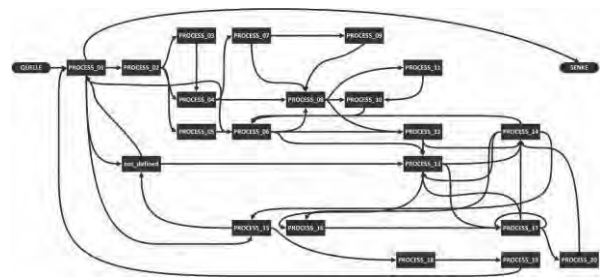 PROCESS_03
PROCESS_07
PROCESS_09
QUELLE
PROCESS_01
PROCESS_02
PROCESS_11
SENKE
PROCESS_04
PROCESS_08
PROCESS_10
PROCESS_05
PROCESS_06
PROCESS_12
PROCESS_14
not_defined
PROCESS_13
PROCESS_15
PROCESS_16
PROCESS_17
PROCESS_18
PROCESS_19
PROCESS_20